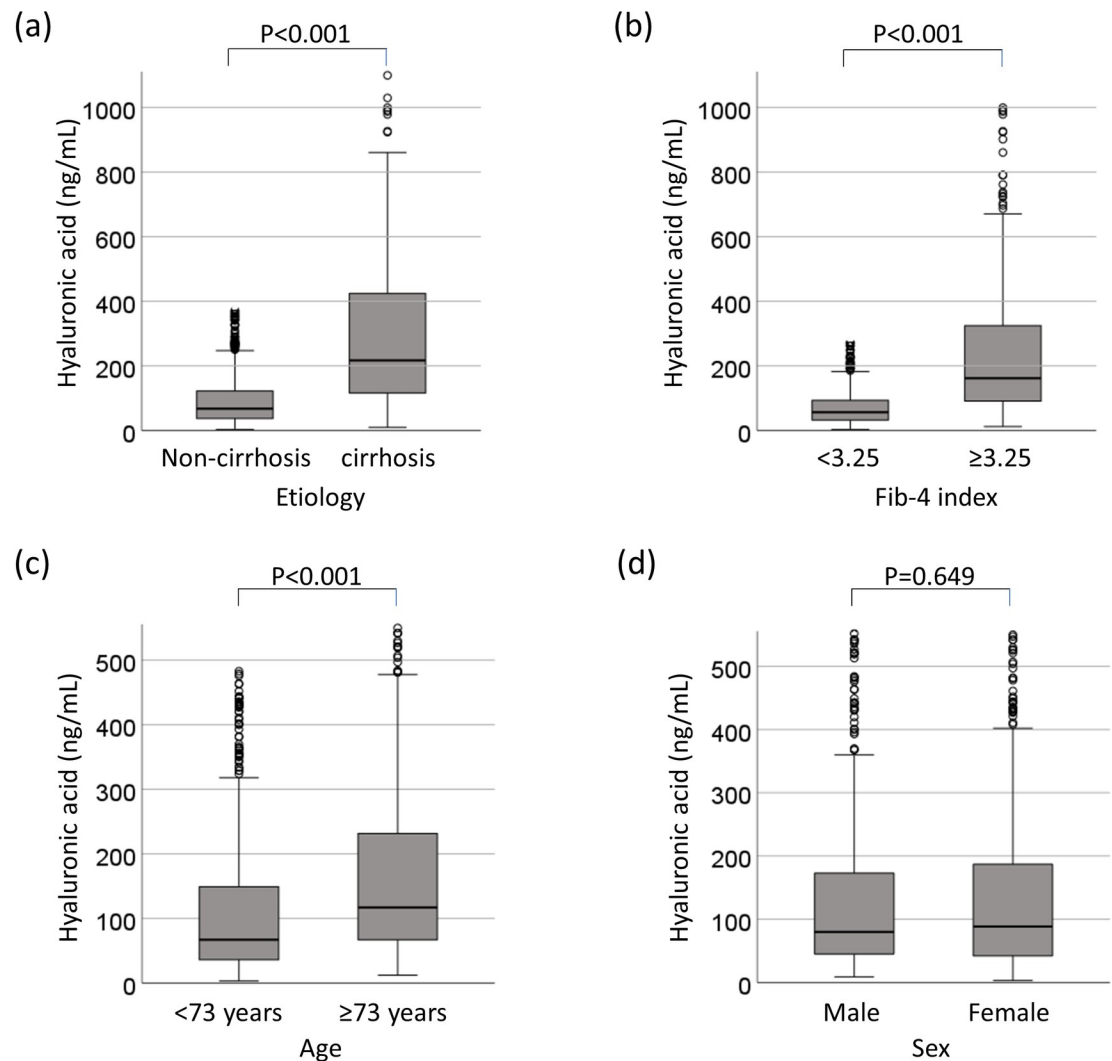 (a)
P<0.001
Hyaluronic acid (ng/mL)
1000
800
600
400
200
0
Non-cirrhosis cirrhosis
Etiology
(b)
P<0.001
Hyaluronic acid (ng/mL)
1000
800
600
400
200
0
<3.25 ≥3.25
Fib-4 index
(c)
P<0.001
Hyaluronic acid (ng/mL)
500
400
300
200
100
0
<73 years ≥73 years
Age
(d)
P=0.649
Hyaluronic acid (ng/mL)
500
400
300
200
100
0
Male Female
Sex